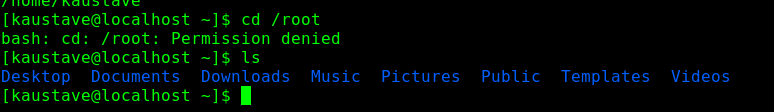 /home/kaustave
[kaustave@localhost ~]$ cd /root
bash: cd: /root: Permission denied
[kaustave@localhost ~]$ ls
Desktop  Documents  Downloads  Music  Pictures  Public  Templates  Videos
[kaustave@localhost ~]$